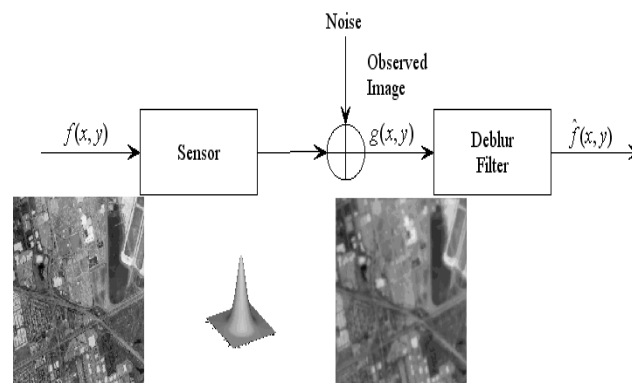 Noise
Observed
Image
f(x, y)
Sensor
g(x, y)
Deblur
Filter
f̂(x, y)